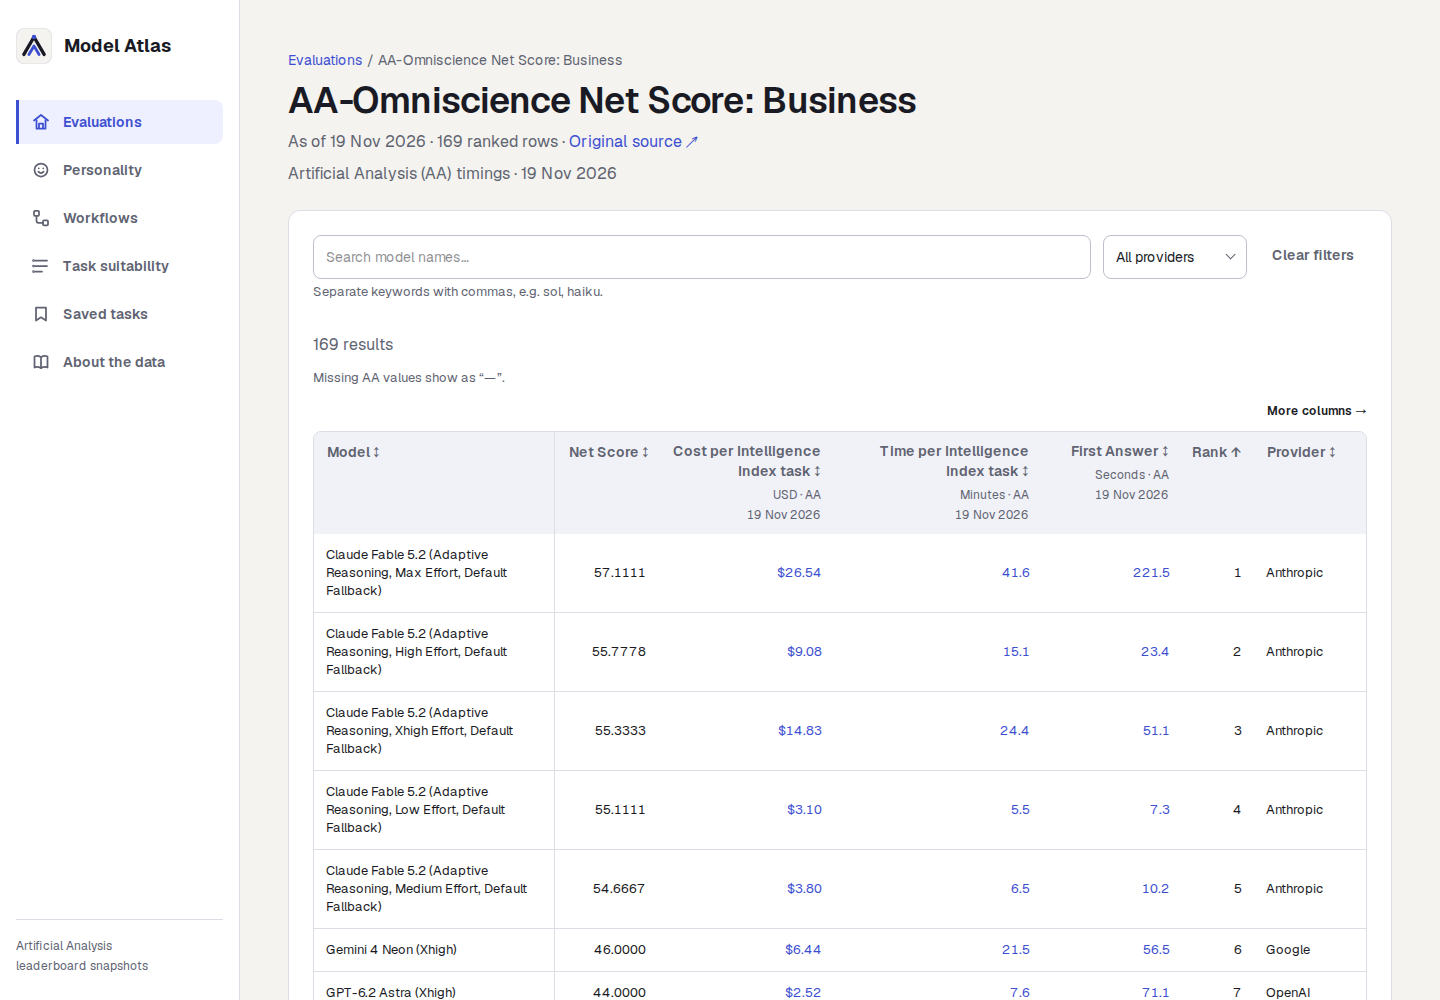 Model Atlas
Evaluations
Personality
Workflows
Task suitability
Saved tasks
About the data
Artificial Analysis
leaderboard snapshots
Evaluations / AA-Omniscience Net Score: Business
AA-Omniscience Net Score: Business
As of 19 Nov 2026 · 169 ranked rows · Original source ↗
Artificial Analysis (AA) timings · 19 Nov 2026
Search model names…
All providers
Clear filters
Separate keywords with commas, e.g. sol, haiku.
169 results
Missing AA values show as “—”.
More columns →
Model ↕ Net Score ↕ Cost per Intelligence Index task ↕ USD · AA 19 Nov 2026 Time per Intelligence Index task ↕ Minutes · AA 19 Nov 2026 First Answer ↕ Seconds · AA 19 Nov 2026 Rank ↑ Provider ↕
Claude Fable 5.2 (Adaptive
Reasoning, Max Effort, Default
Fallback)
57.1111 $26.54 41.6 221.5 1 Anthropic
Claude Fable 5.2 (Adaptive
Reasoning, High Effort, Default
Fallback)
55.7778 $9.08 15.1 23.4 2 Anthropic
Claude Fable 5.2 (Adaptive
Reasoning, Xhigh Effort, Default
Fallback)
55.3333 $14.83 24.4 51.1 3 Anthropic
Claude Fable 5.2 (Adaptive
Reasoning, Low Effort, Default
Fallback)
55.1111 $3.10 5.5 7.3 4 Anthropic
Claude Fable 5.2 (Adaptive
Reasoning, Medium Effort, Default
Fallback)
54.6667 $3.80 6.5 10.2 5 Anthropic
Gemini 4 Neon (Xhigh) 46.0000 $6.44 21.5 56.5 6 Google
GPT-6.2 Astra (Xhigh) 44.0000 $2.52 7.6 71.1 7 OpenAI